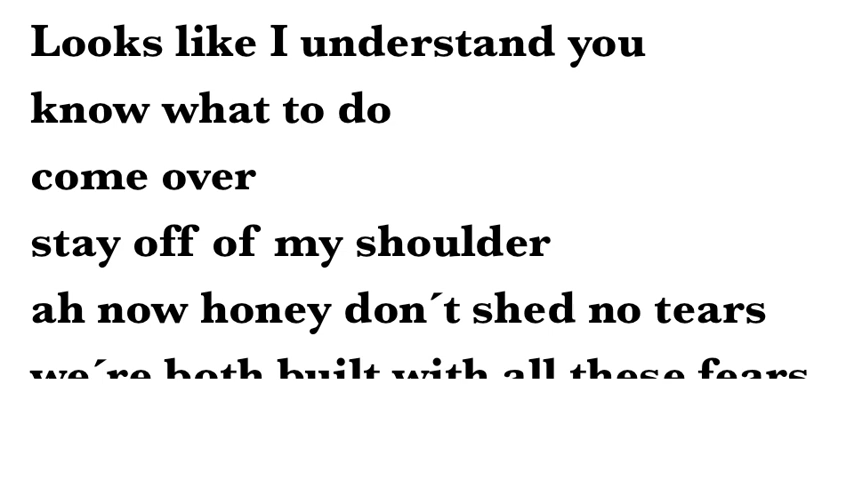 Looks like I understand you
know what to do
come over
stay off of my shoulder
ah now honey don´t shed no tears
we´re both built with all these fears